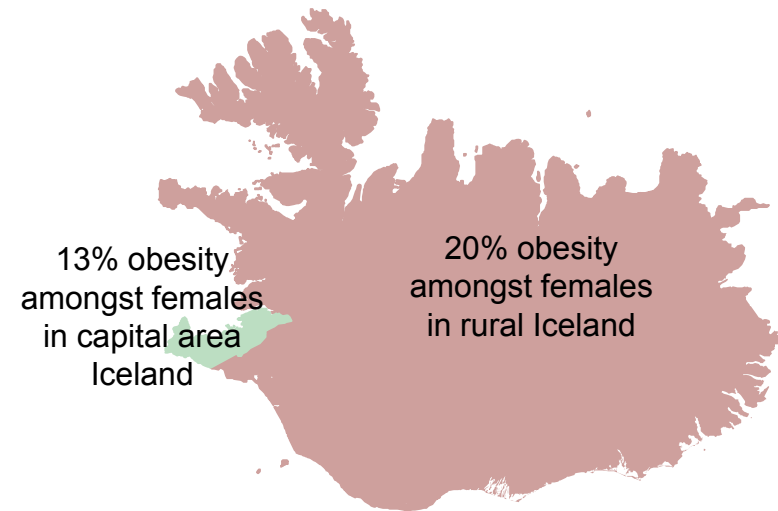 13% obesity
amongst females
in capital area
Iceland
20% obesity
amongst females
in rural Iceland